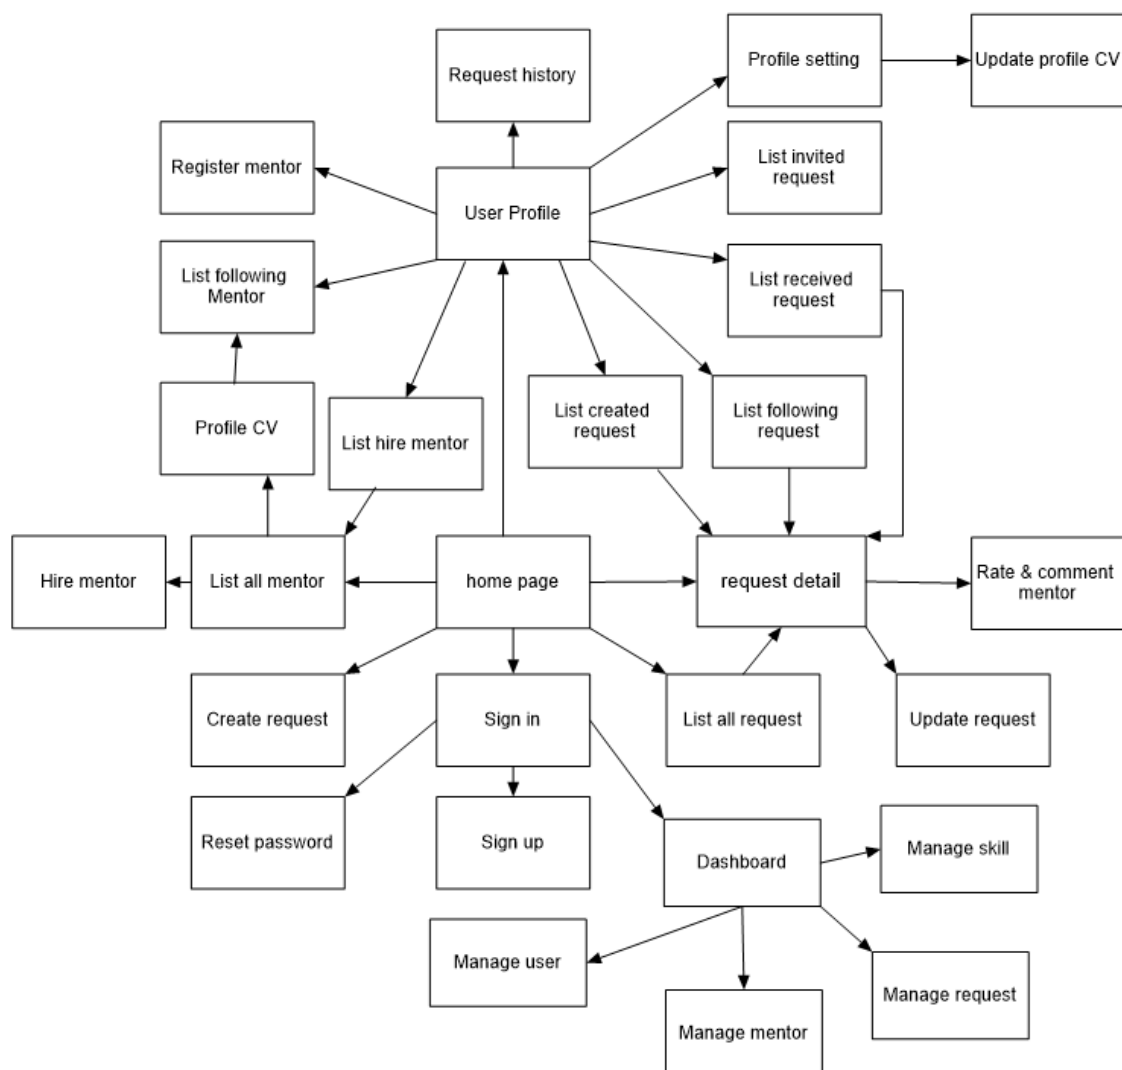 Profile setting
Update profile CV
Request history
Register mentor
List invited
request
User Profile
List following
Mentor
List received
request
Profile CV
List hire mentor
List created
request
List following
request
Hire mentor
List all mentor
home page
request detail
Rate & comment
mentor
Create request
Sign in
List all request
Update request
Reset password
Sign up
Dashboard
Manage skill
Manage user
Manage request
Manage mentor